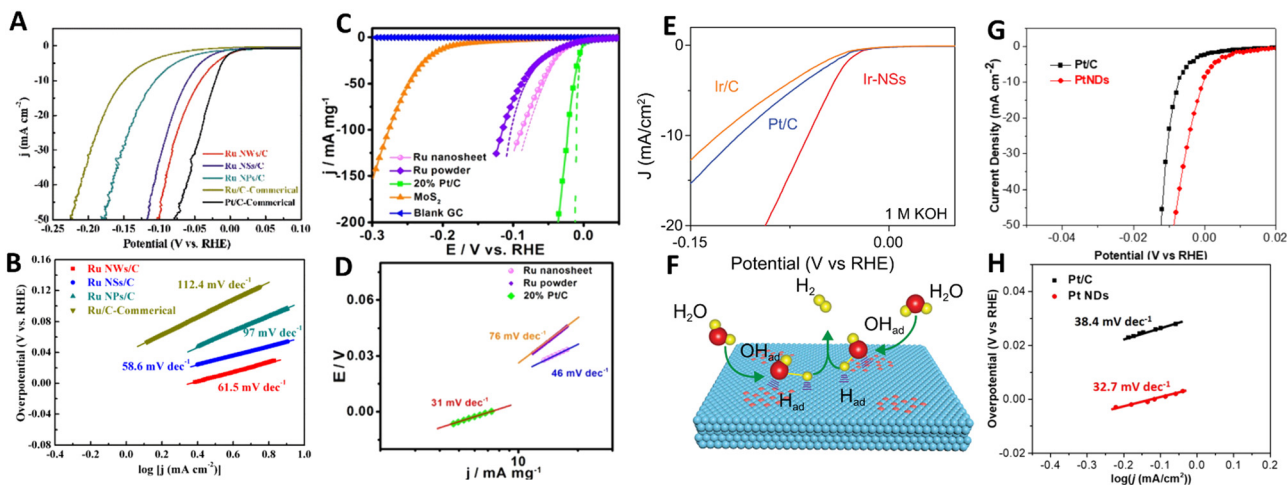 A
j (mA cm-2)
0
-10
-20
-30
-40
-50
Ru NWs/C
Ru NSs/C
Ru NPs/C
Ru/C-Commerical
Pt/C-Commerical
-0.25 -0.20 -0.15 -0.10 -0.05 0.00 0.05 0.10
Potential (V vs. RHE)
B
Overpotential (V vs. RHE)
0.16
0.12
0.08
0.04
0.00
-0.04
-0.08
Ru NWs/C
Ru NSs/C
Ru NPs/C
Ru/C-Commerical
112.4 mV dec-1
97 mV dec-1
58.6 mV dec-1
61.5 mV dec-1
-0.4 0.0 0.4 0.8 1.2
log [j (mA cm-2)]
C
j / mA mg-1
0
-50
-100
-150
-200
Ru nanosheet
Ru powder
20% Pt/C
MoS2
Blank GC
-0.3 -0.2 -0.1 0.0
E / V vs. RHE
D
E / V
0.06
0.03
0.00
Ru nanosheet
Ru powder
20% Pt/C
76 mV dec-1
46 mV dec-1
31 mV dec-1
10
j / mA mg-1
E
J (mA/cm2)
0
-10
-20
Ir/C
Ir-NSs
Pt/C
1 M KOH
-0.15 0.00
Potential (V vs RHE)
F
H2
H2O
H2O
OHad
OHad
Had
Had
G
Current Density (mA cm-2)
0
-10
-20
-30
-40
-50
Pt/C
PtNDs
-0.04 -0.02 0.00 0.02
Potential (V vs RHE)
H
Overpotential (V vs RHE)
0.04
0.02
0.00
-0.02
Pt/C
Pt NDs
38.4 mV dec-1
32.7 mV dec-1
-0.4 -0.3 -0.2 -0.1 0.0 0.1 0.2
log(j (mA/cm2))